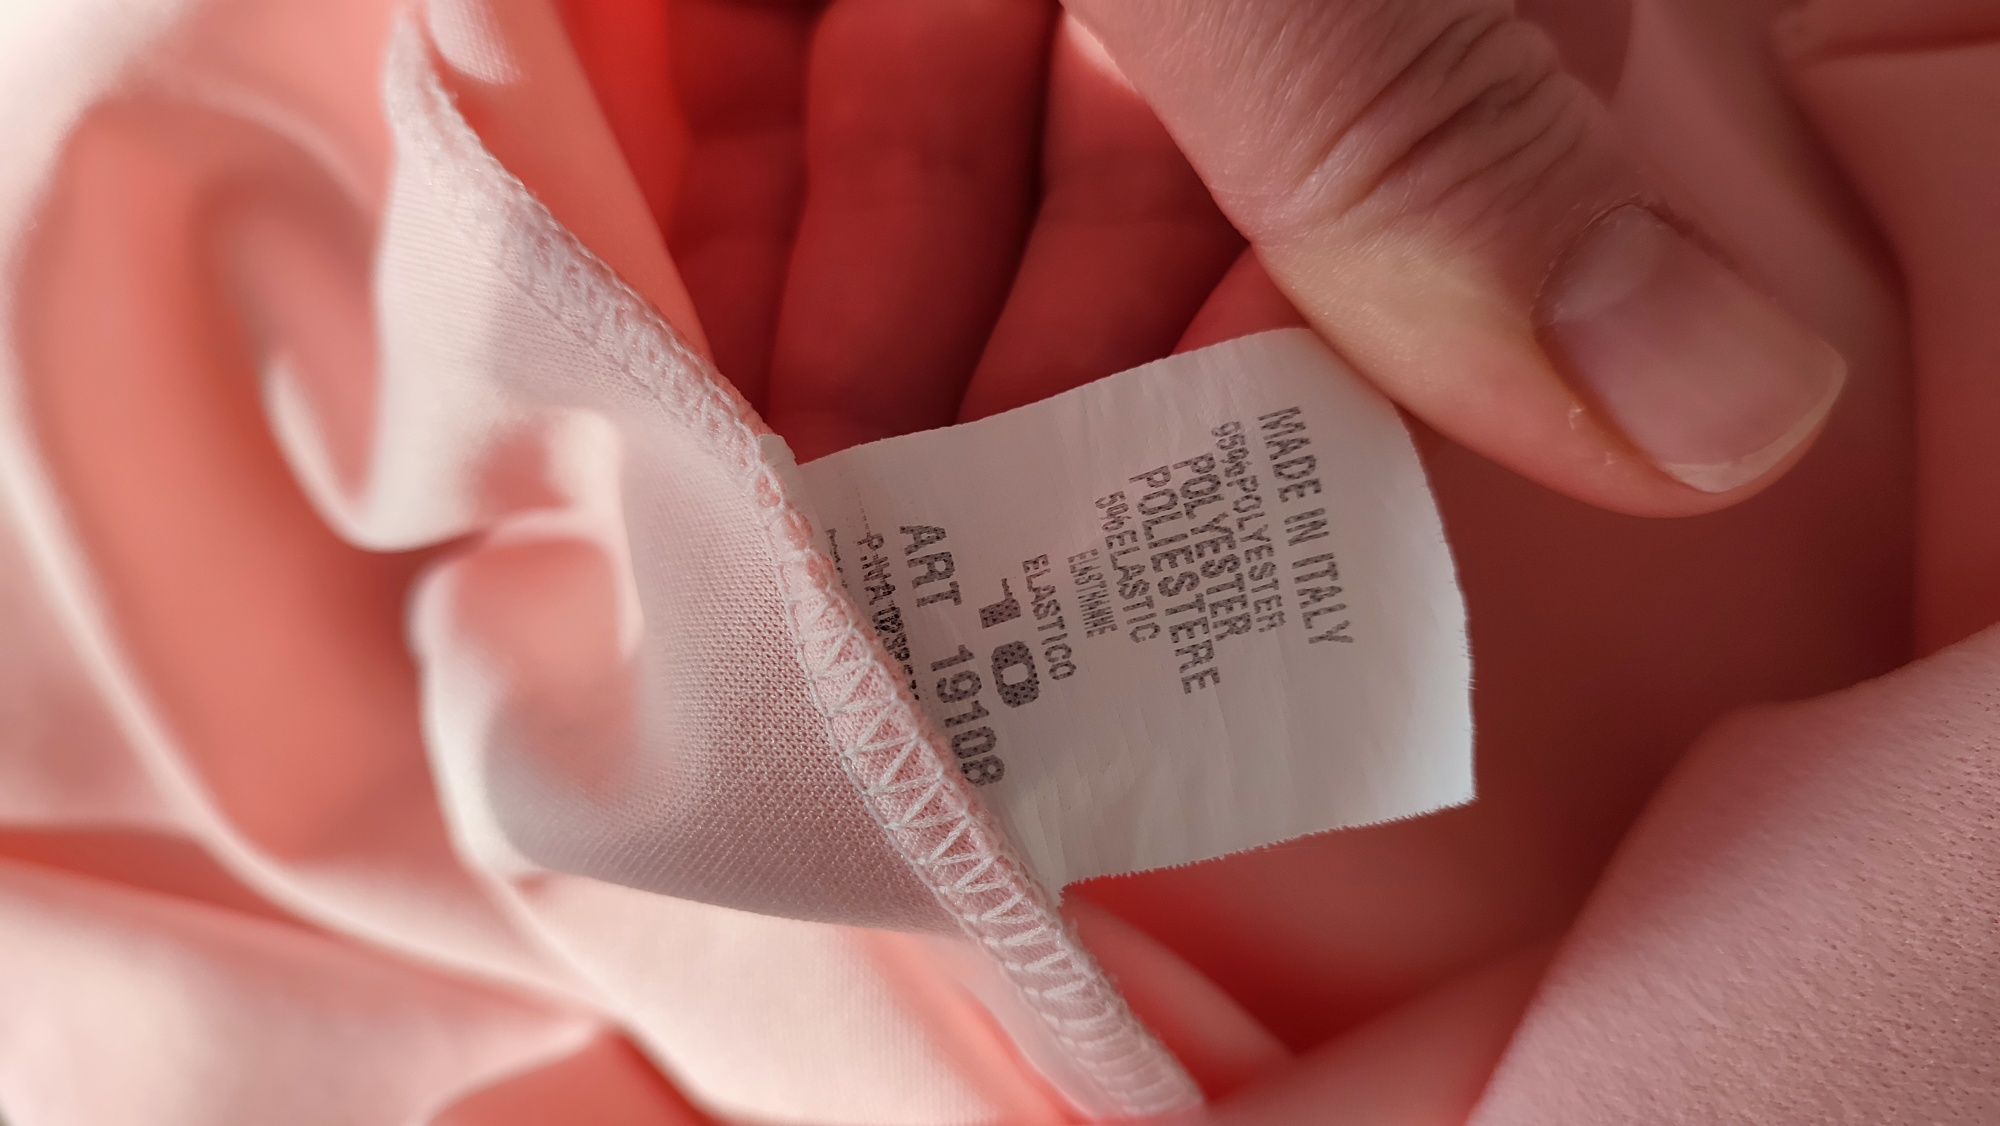 MADE IN ITALY
95%POLYESTER
POLYESTER
POLIESTERE
5%ELASTIC
ELASTHANNE
ELASTICO
10
ART 19108